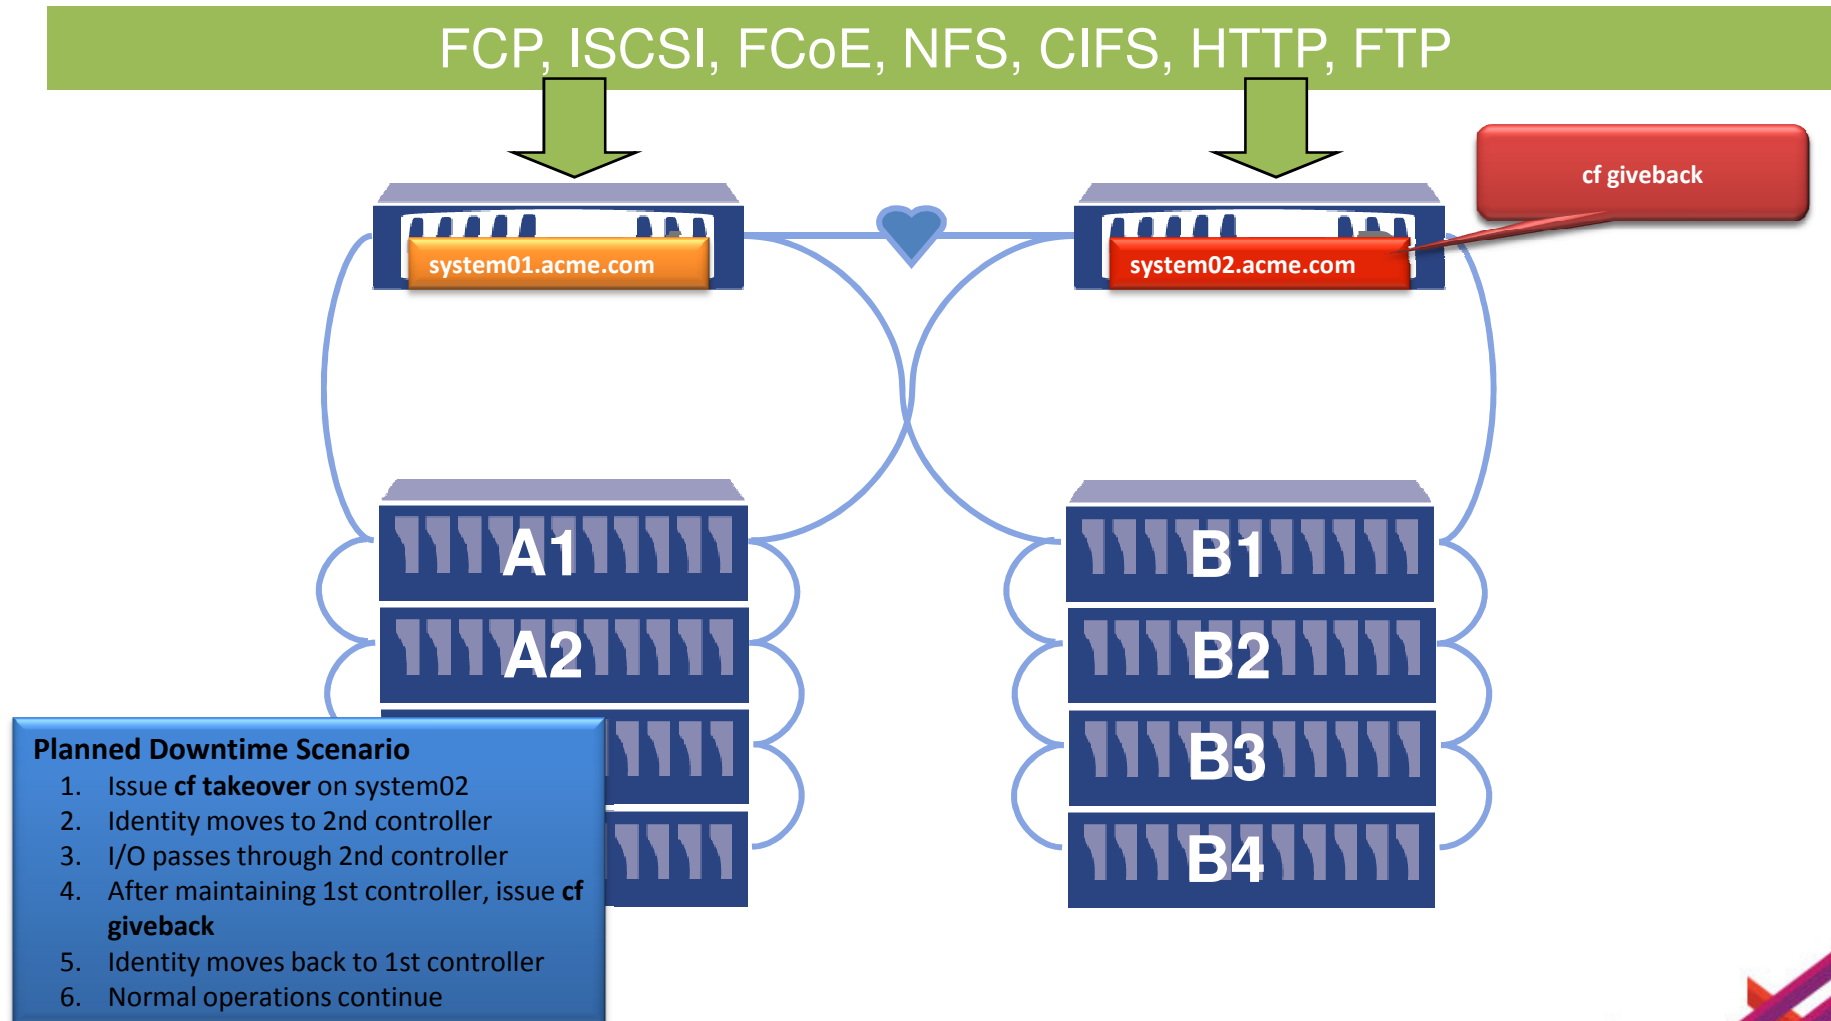 FCP, ISCSI, FCoE, NFS, CIFS, HTTP, FTP
cf giveback
system01.acme.com
system02.acme.com
A1
B1
A2
B2
B3
B4
Planned Downtime Scenario
1. Issue cf takeover on system02
2. Identity moves to 2nd controller
3. I/O passes through 2nd controller
4. After maintaining 1st controller, issue cf
giveback
5. Identity moves back to 1st controller
6. Normal operations continue